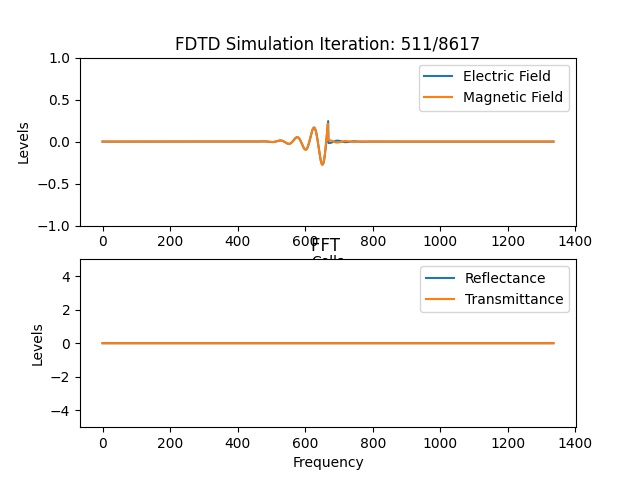 FDTD Simulation Iteration: 511/8617
1.0
0.5
0.0
−0.5
−1.0
Levels
Electric Field
Magnetic Field
0 200 400 600 800 1000 1200 1400
FFT
4
2
0
−2
−4
Levels
Reflectance
Transmittance
0 200 400 600 800 1000 1200 1400
Frequency